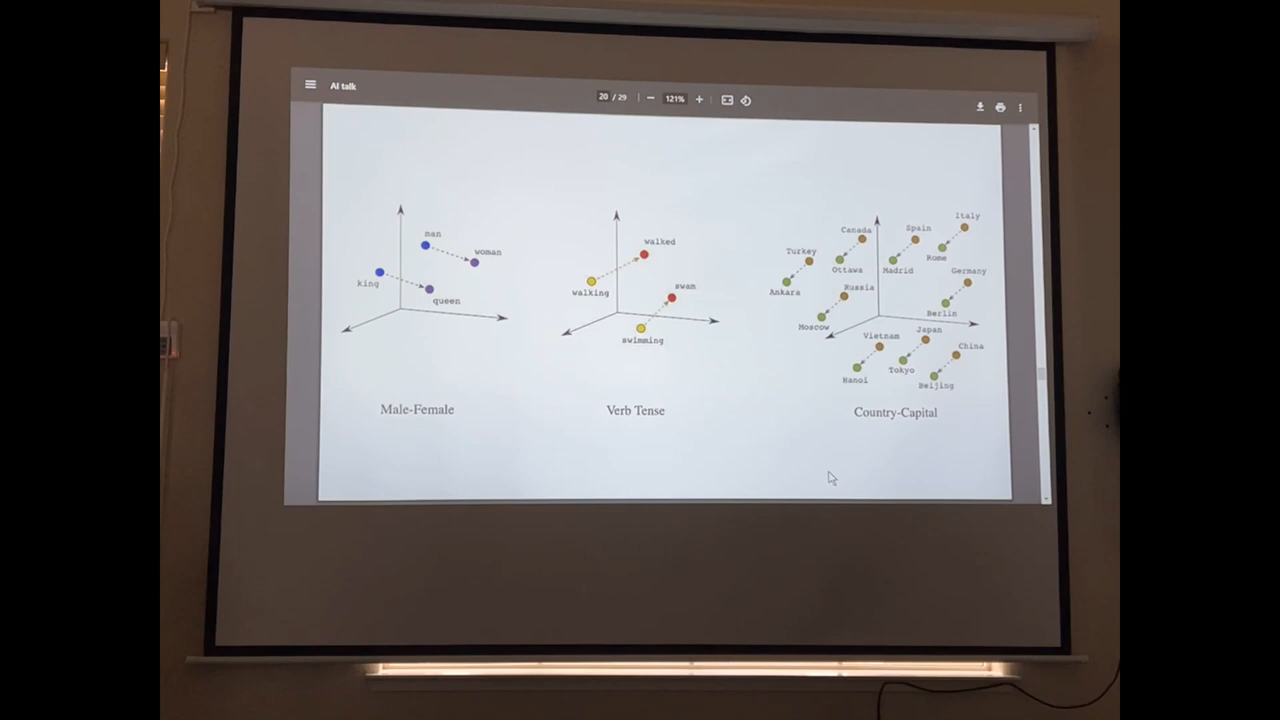 AI talk
20 / 29
121%
man
woman
king
queen
Male-Female
walked
walking
swam
swimming
Verb Tense
Italy
Canada
Spain
Turkey
Rome
Ottawa
Madrid
Germany
Ankara
Russia
Berlin
Moscow
Vietnam
Japan
China
Hanoi
Tokyo
Beijing
Country-Capital